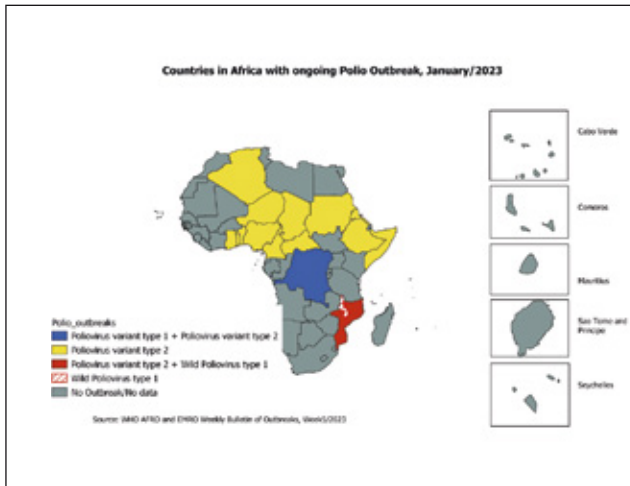 Countries in Africa with ongoing Polio Outbreak, January/2023
Cabo Verde
Comoros
Mauritius
Sao Tome and
Principe
Seychelles
Polio_outbreaks
Poliovirus variant type 1 + Poliovirus variant type 2
Poliovirus variant type 2
Poliovirus variant type 2 + Wild Poliovirus type 1
Wild Poliovirus type 1
No Outbreak/No data
Source: WHO AFRO and EMRO Weekly Bulletin of Outbreaks, Week5/2023